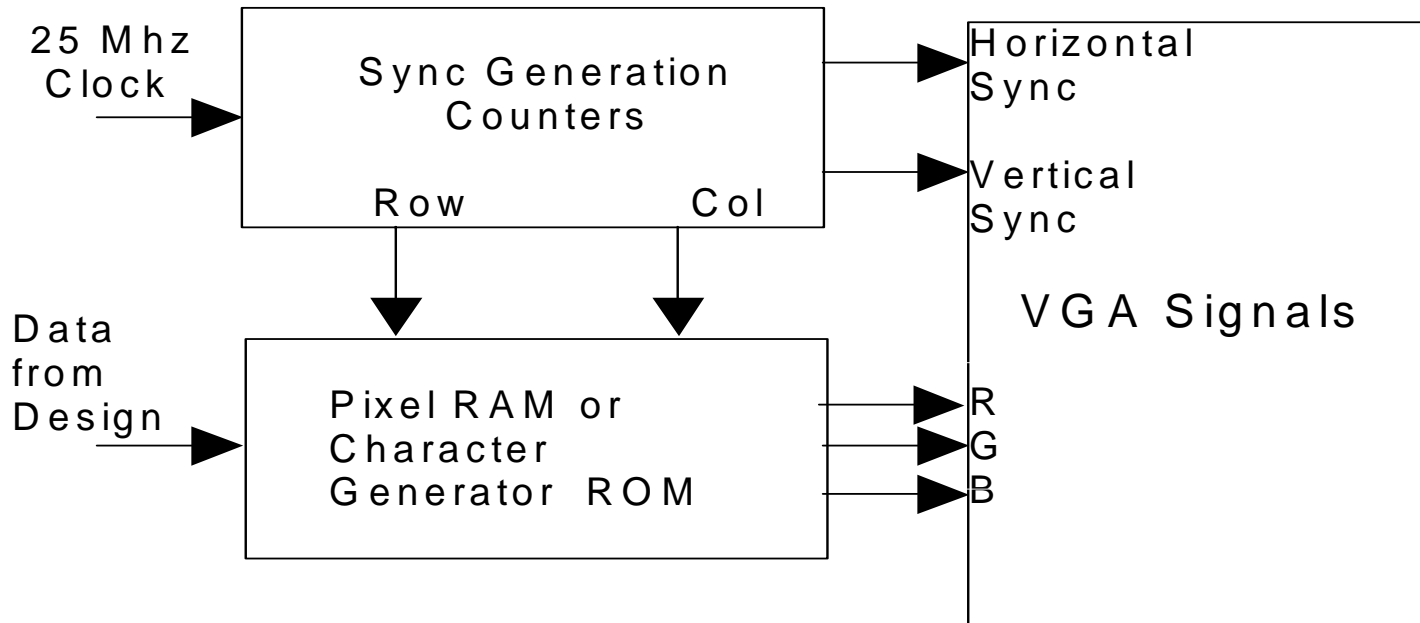 25 Mhz
Clock
Sync Generation
Counters
Row
Col
Horizontal
Sync
Vertical
Sync
VGA Signals
Data
from
Design
Pixel RAM or
Character
Generator ROM
R
G
B